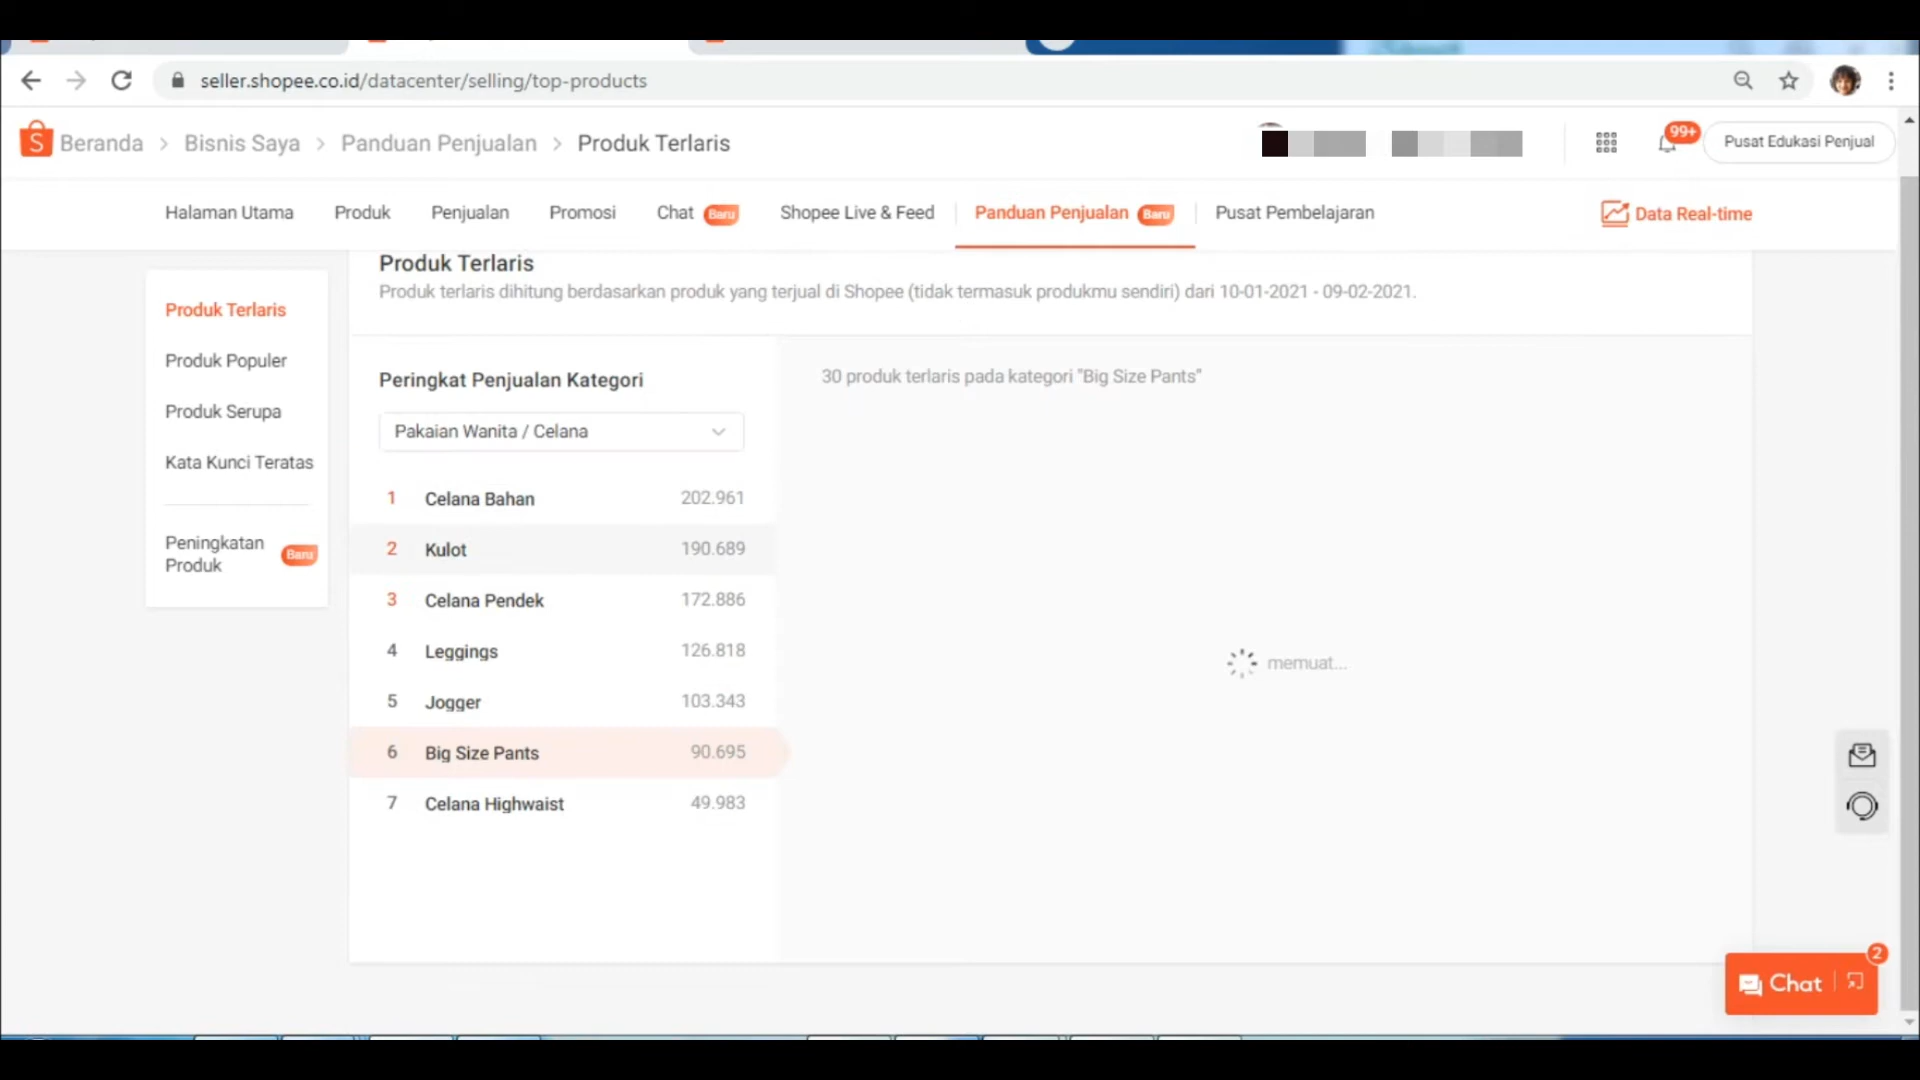 seller.shopee.co.id/datacenter/selling/top-products
Beranda > Bisnis Saya > Panduan Penjualan > Produk Terlaris
99+
Pusat Edukasi Penjual
Halaman Utama Produk Penjualan Promosi Chat Baru Shopee Live & Feed Panduan Penjualan Baru Pusat Pembelajaran Data Real-time
Produk Terlaris
Produk Populer
Produk Serupa
Kata Kunci Teratas
Peningkatan
Produk
Baru
Produk Terlaris
Produk terlaris dihitung berdasarkan produk yang terjual di Shopee (tidak termasuk produkmu sendiri) dari 10-01-2021 - 09-02-2021.
Peringkat Penjualan Kategori
Pakaian Wanita / Celana
1 Celana Bahan 202.961
2 Kulot 190.689
3 Celana Pendek 172.886
4 Leggings 126.818
5 Jogger 103.343
6 Big Size Pants 90.695
7 Celana Highwaist 49.983
30 produk terlaris pada kategori "Big Size Pants"
memuat...
2
Chat